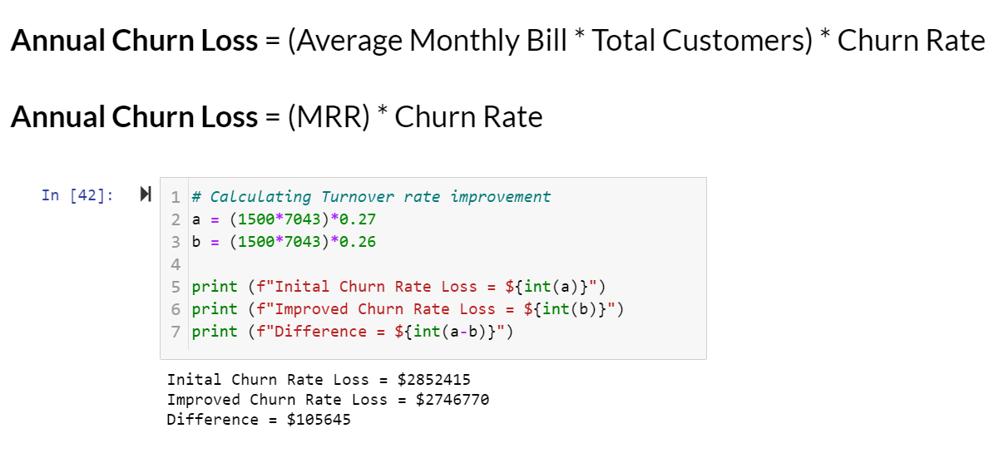 Annual Churn Loss = (Average Monthly Bill * Total Customers) * Churn Rate
Annual Churn Loss = (MRR) * Churn Rate
In [42]:
1 # Calculating Turnover rate improvement
2 a = (1500*7043)*0.27
3 b = (1500*7043)*0.26
4
5 print (f"Inital Churn Rate Loss = ${int(a)}")
6 print (f"Improved Churn Rate Loss = ${int(b)}")
7 print (f"Difference = ${int(a-b)}")
Inital Churn Rate Loss = $2852415
Improved Churn Rate Loss = $2746770
Difference = $105645